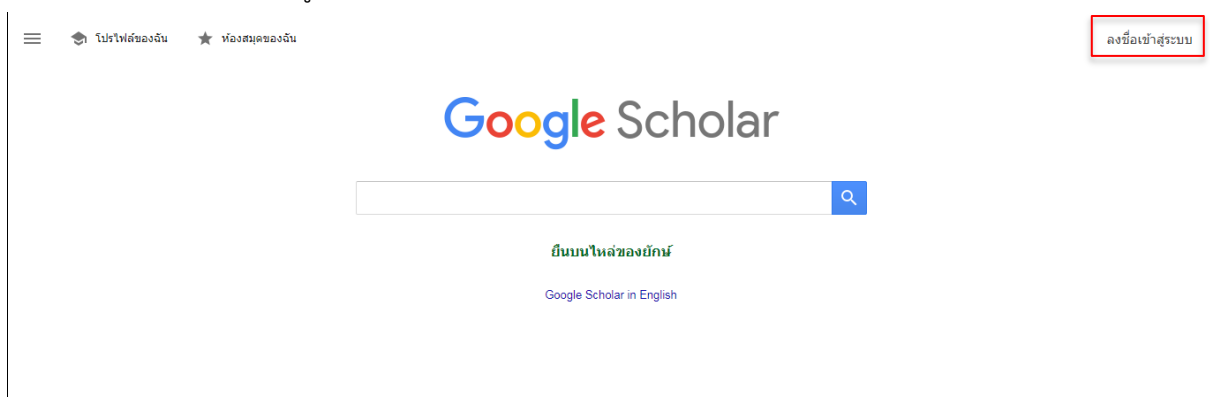 โปรไฟล์ของฉัน ห้องสมุดของฉัน ลงชื่อเข้าสู่ระบบ
Google Scholar
ยืนบนไหล่ของยักษ์
Google Scholar in English